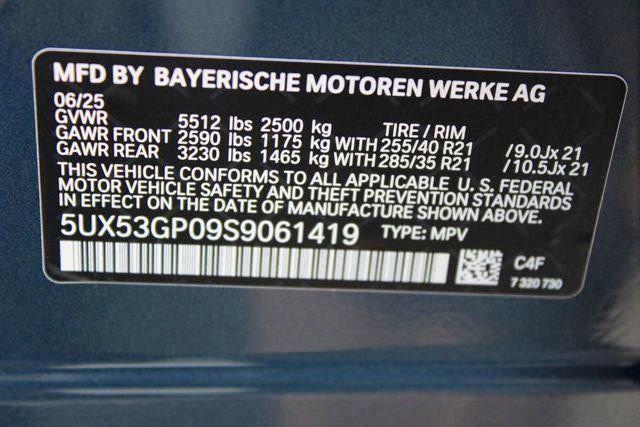 MFD BY BAYERISCHE MOTOREN WERKE AG
06/25
GVWR 5512 lbs 2500 kg TIRE / RIM
GAWR FRONT 2590 lbs 1175 kg WITH 255/40 R21 /9.0Jx 21
GAWR REAR 3230 lbs 1465 kg WITH 285/35 R21 /10.5Jx 21
THIS VEHICLE CONFORMS TO ALL APPLICABLE U. S. FEDERAL
MOTOR VEHICLE SAFETY AND THEFT PREVENTION STANDARDS
IN EFFECT ON THE DATE OF MANUFACTURE SHOWN ABOVE.
5UX53GP09S9061419 TYPE: MPV
C4F
7 320 730